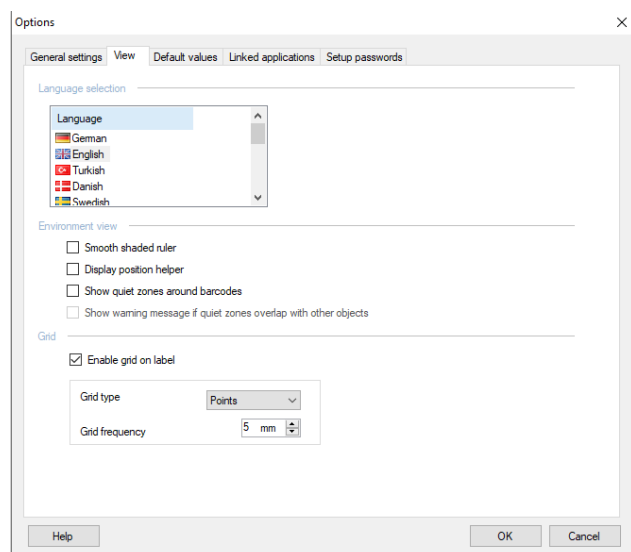 Options
General settings View Default values Linked applications Setup passwords
Language selection
Language
German
English
Turkish
Danish
Swedish
Environment view
Smooth shaded ruler
Display position helper
Show quiet zones around barcodes
Show warning message if quiet zones overlap with other objects
Grid
Enable grid on label
Grid type Points
Grid frequency 5 mm
Help OK Cancel